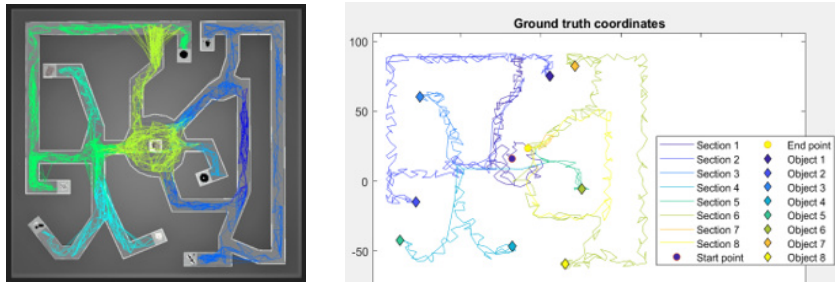 Ground truth coordinates
100
50
0
-50
Section 1
Section 2
Section 3
Section 4
Section 5
Section 6
Section 7
Section 8
Start point
End point
Object 1
Object 2
Object 3
Object 4
Object 5
Object 6
Object 7
Object 8